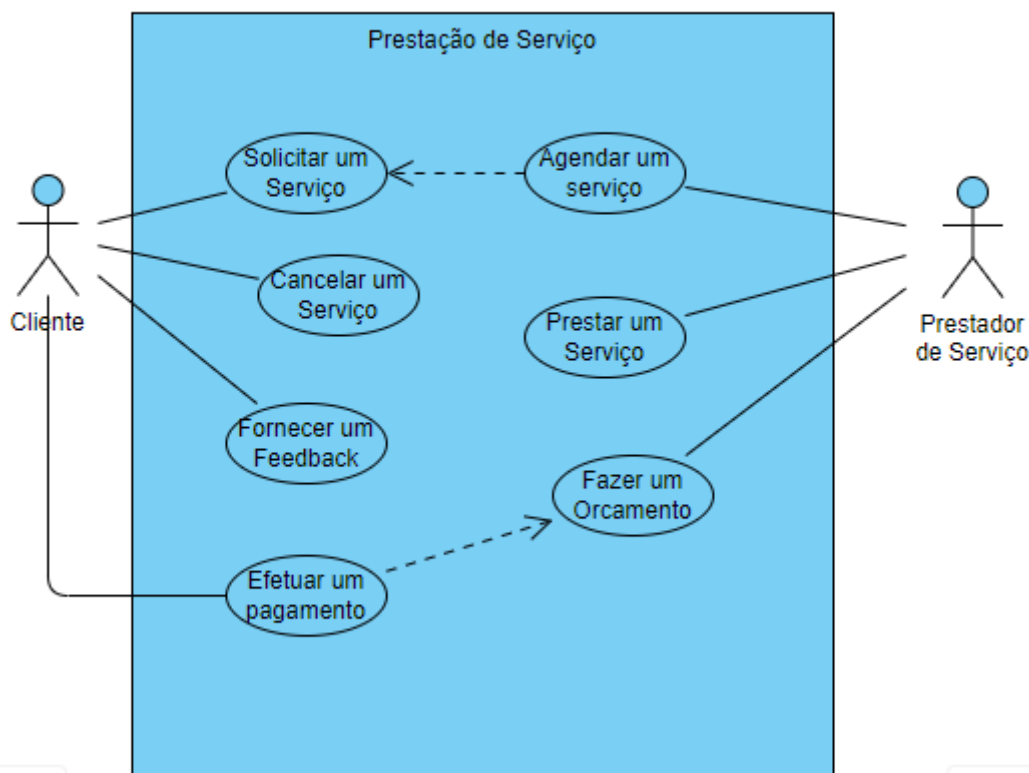 Prestação de Serviço
Solicitar um
Serviço
Agendar um
serviço
Cancelar um
Serviço
Cliente
Prestar um
Serviço
Prestador
de Serviço
Fornecer um
Feedback
Fazer um
Orcamento
Efetuar um
pagamento